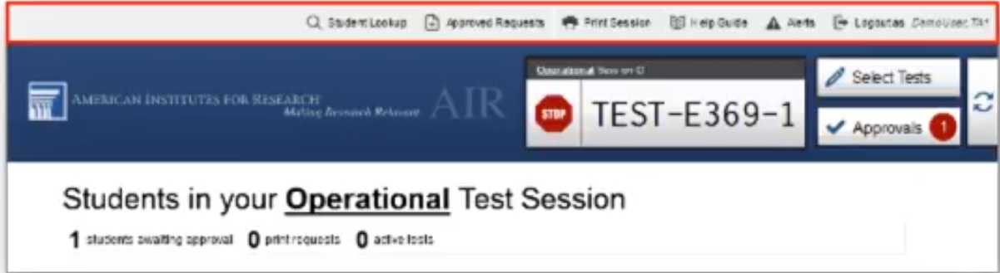 Student Lookup Approved Requests Print Session Help Guide Alerts Logout as Demo User, TA1
Operational Session ID
AMERICAN INSTITUTES FOR RESEARCH
Making Research Relevant
AIR
STOP
TEST-E369-1
Select Tests
Approvals 1
Students in your Operational Test Session
1 students awaiting approval 0 print requests 0 active tests